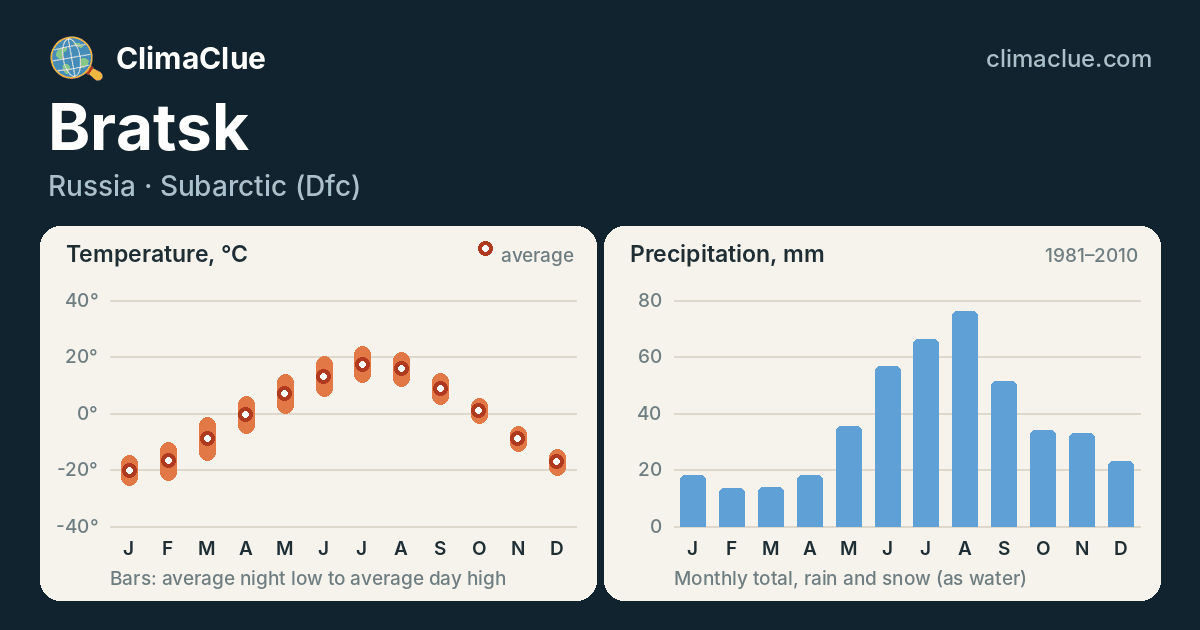 ClimaClue
climaclue.com
Bratsk
Russia · Subarctic (Dfc)
Temperature, °C
average
40°
20°
0°
-20°
-40°
J F M A M J J A S O N D
Bars: average night low to average day high
Precipitation, mm
1981–2010
80
60
40
20
0
J F M A M J J A S O N D
Monthly total, rain and snow (as water)